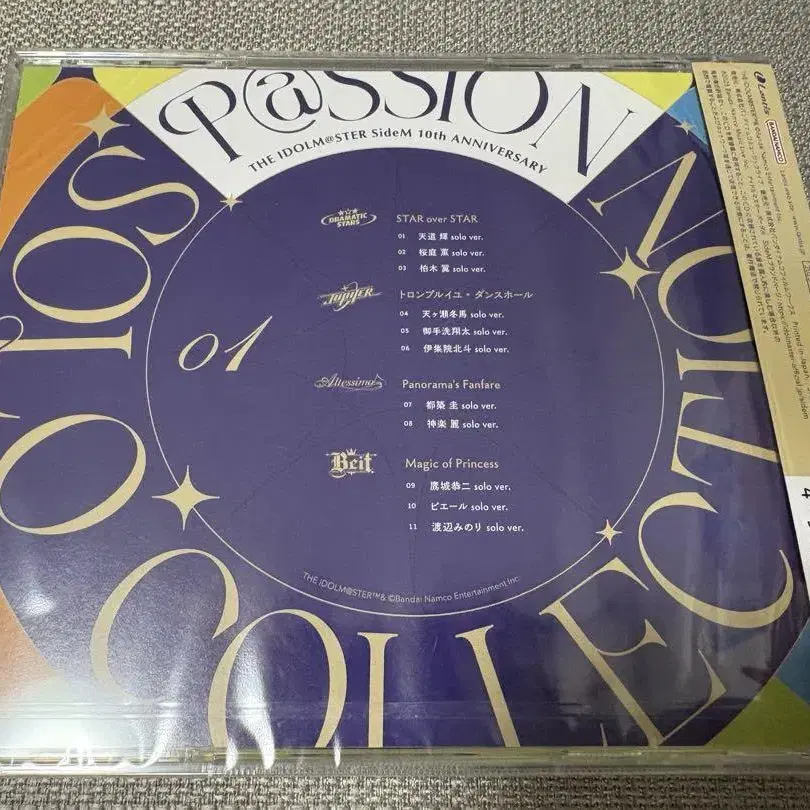 P@SSION
THE IDOLM@STER SideM 10th ANNIVERSARY
SOLO
COLLECTION
01
DRAMATIC
STARS
STAR over STAR
01 天道 輝 solo ver.
02 桜庭 薫 solo ver.
03 柏木 翼 solo ver.
Jupiter
トロンプルイユ・ダンスホール
04 天ヶ瀬冬馬 solo ver.
05 御手洗翔太 solo ver.
06 伊集院北斗 solo ver.
Altessimo
Panorama's Fanfare
07 都築 圭 solo ver.
08 神楽 麗 solo ver.
Beit
Magic of Princess
09 鷹城恭二 solo ver.
10 ピエール solo ver.
11 渡辺みのり solo ver.
THE IDOLM@STER™& ©Bandai Namco Entertainment Inc.
Lantis
BANDAI NAMCO
4